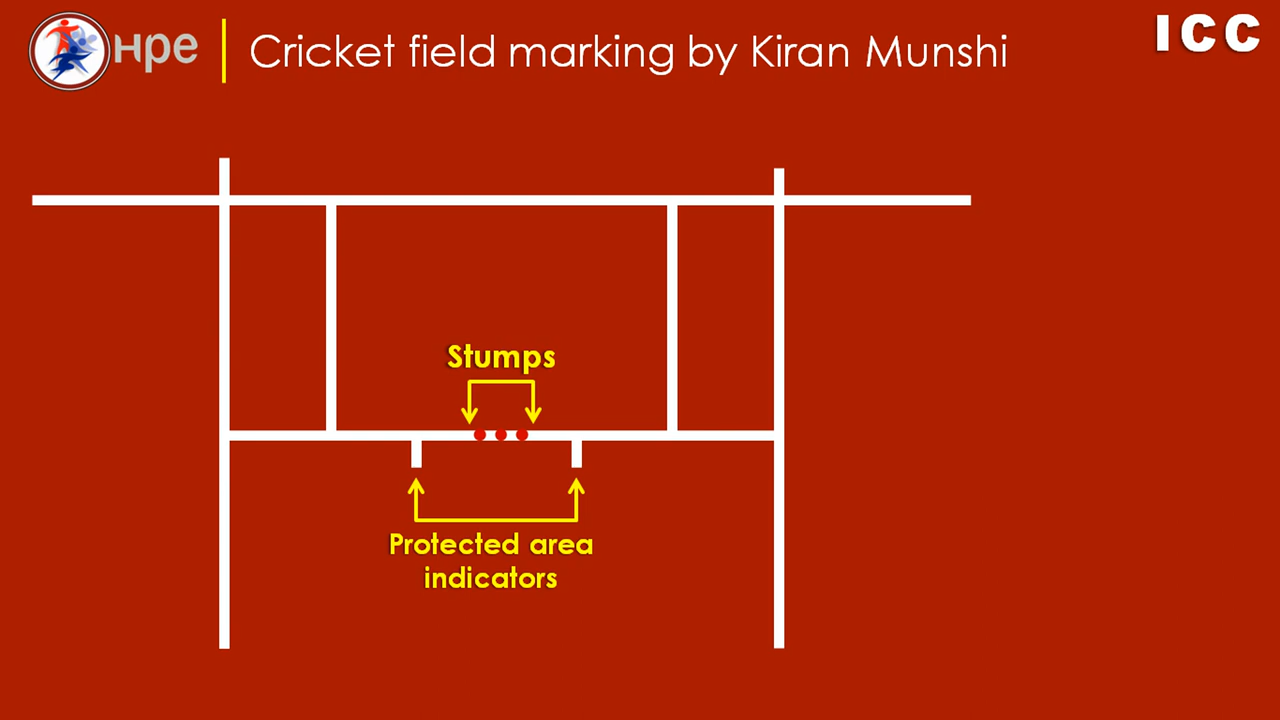 HPE
Cricket field marking by Kiran Munshi
ICC
Stumps
Protected area
indicators